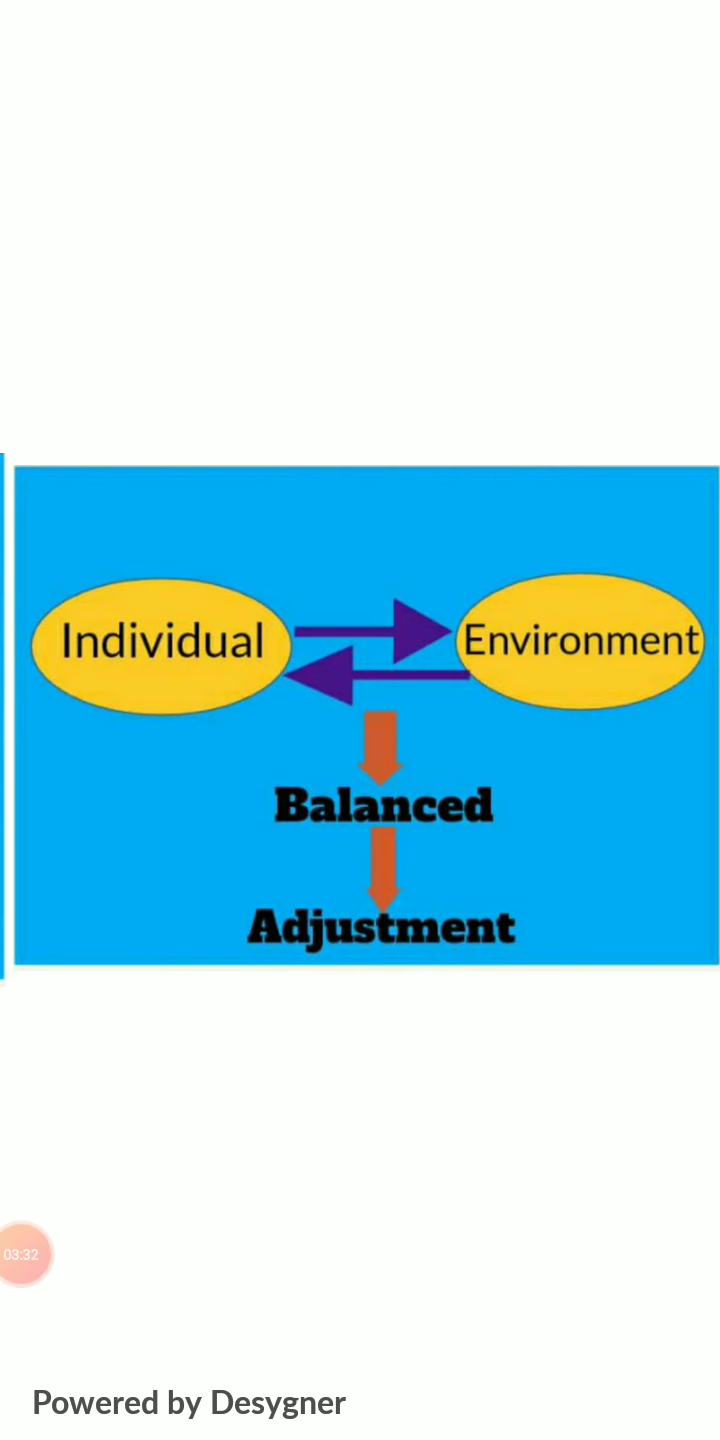 Individual
Environment
Balanced
Adjustment
03:32
Powered by Desygner